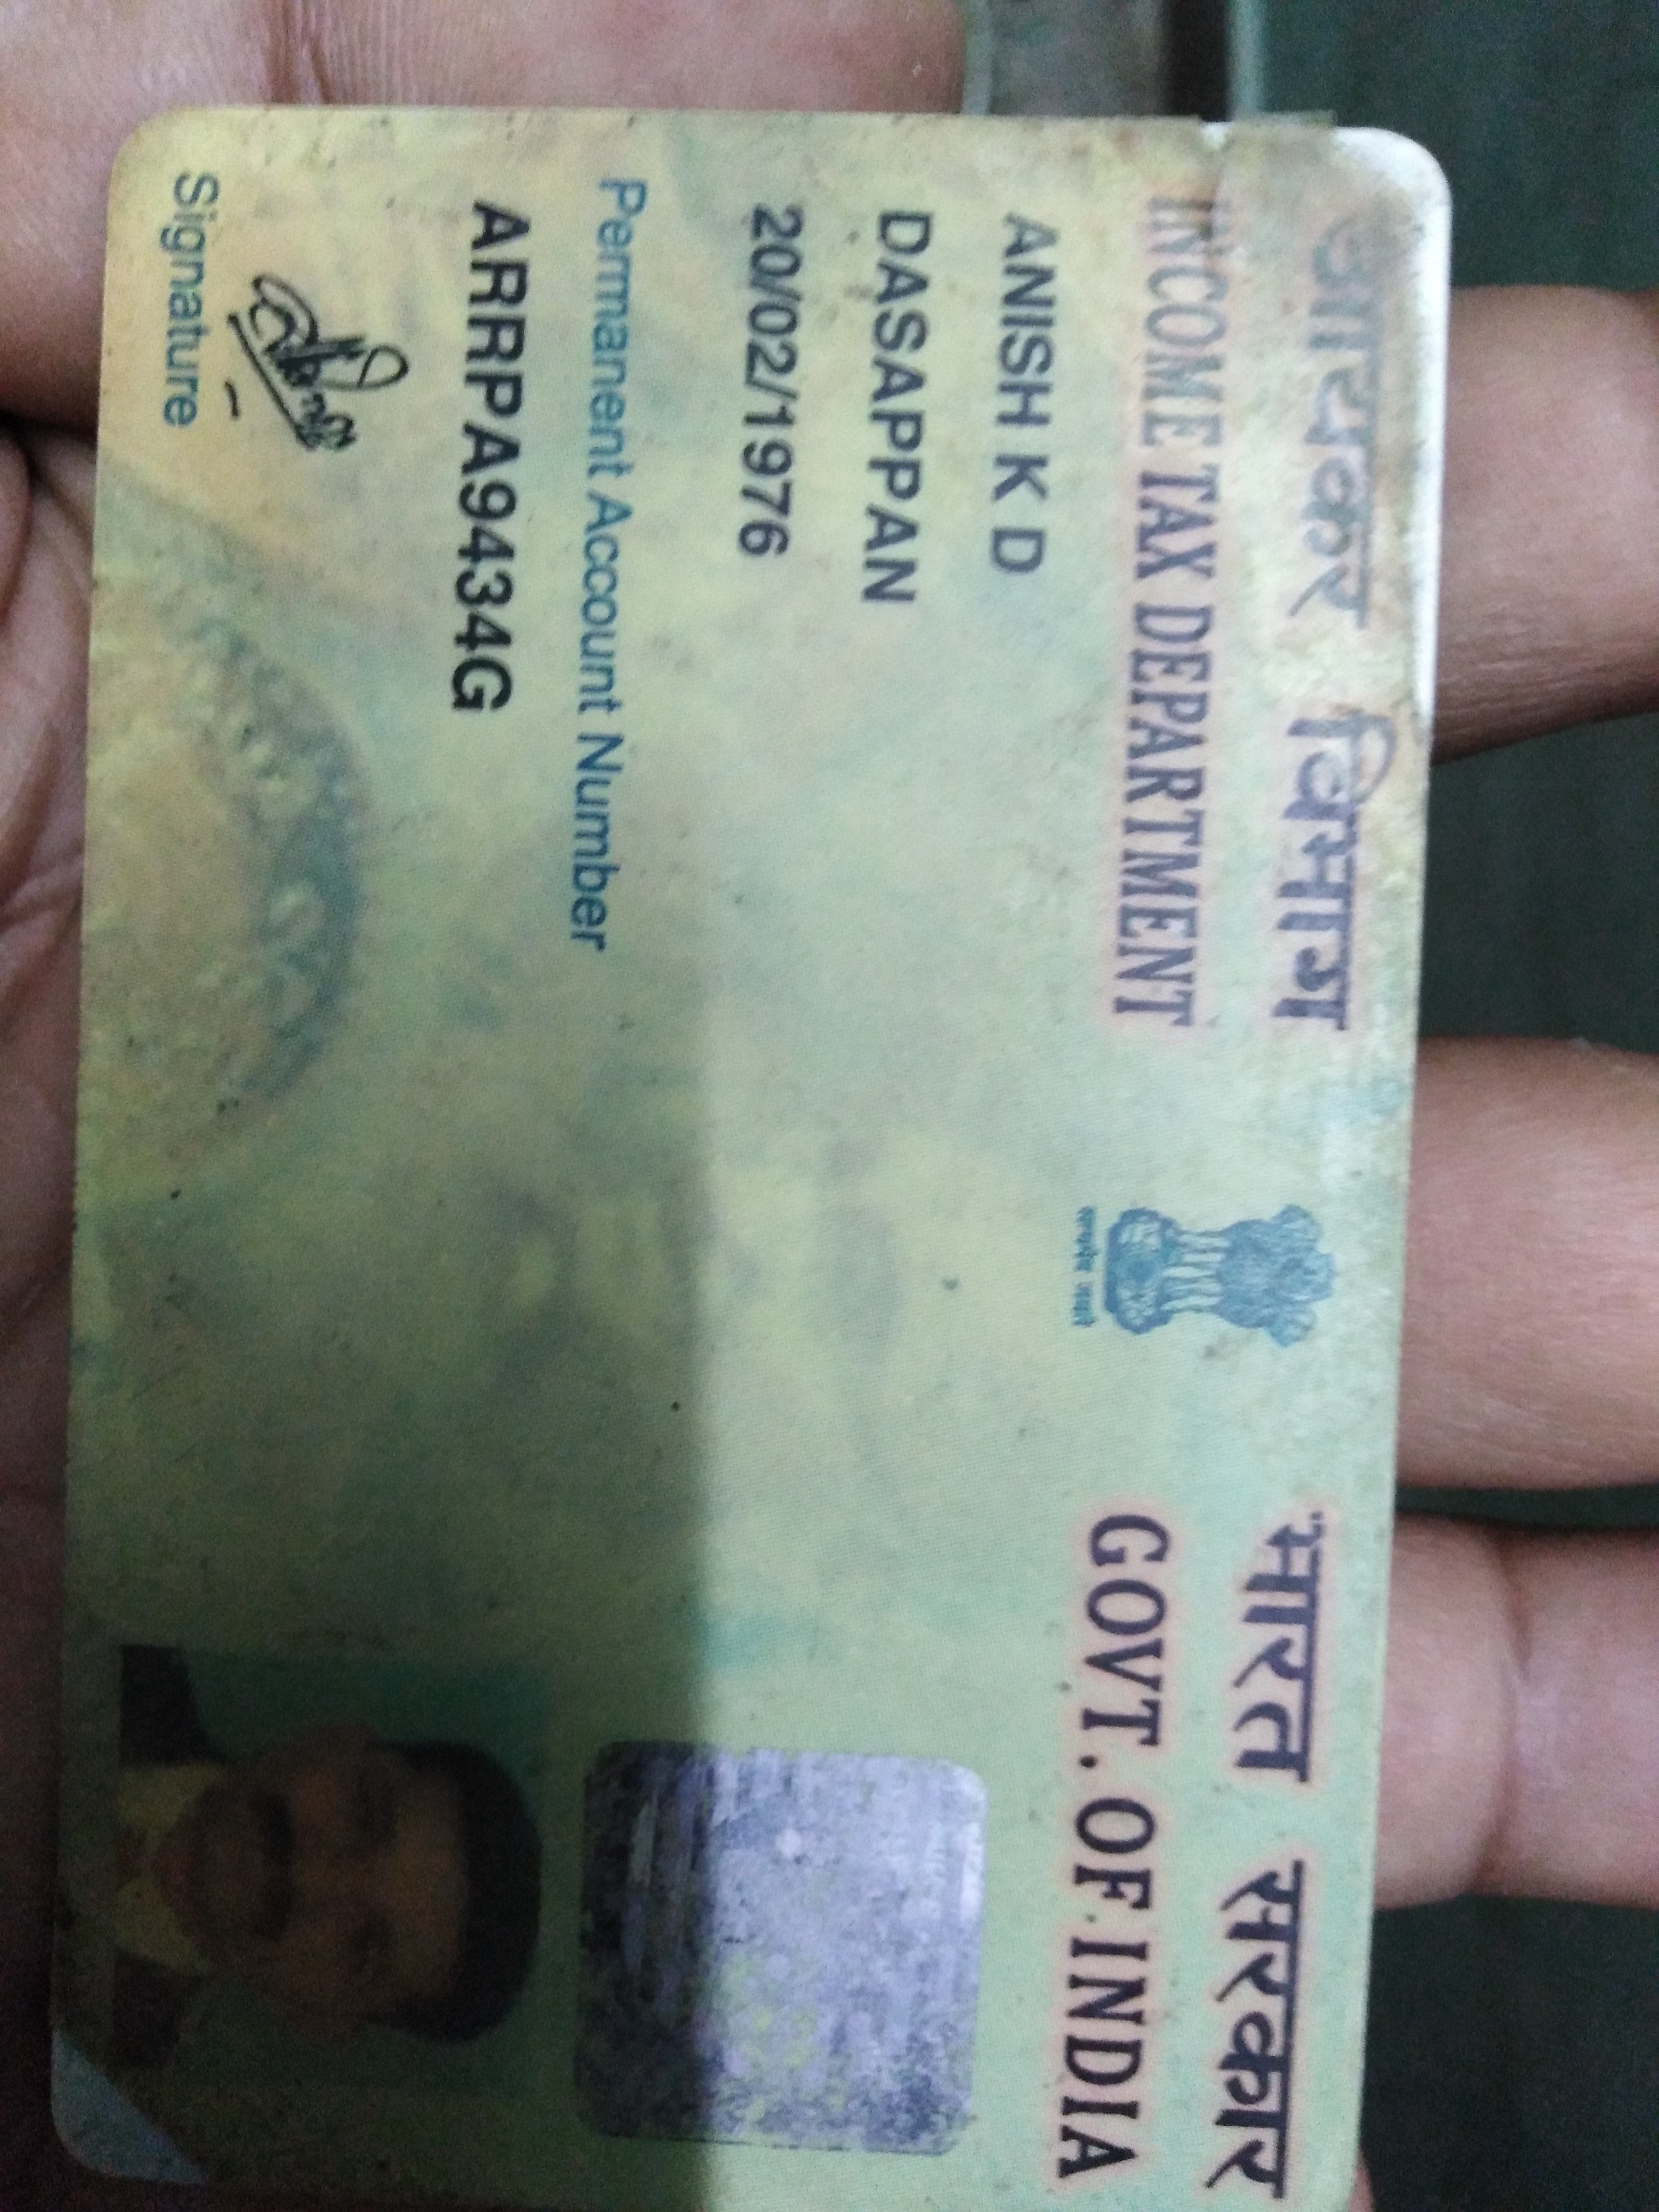 आयकर विभाग
INCOME TAX DEPARTMENT
भारत सरकार
GOVT. OF INDIA
सत्यमेव जयते
ANISH K D
DASAPPAN
20/02/1976
Permanent Account Number
ARRPA9434G
Signature